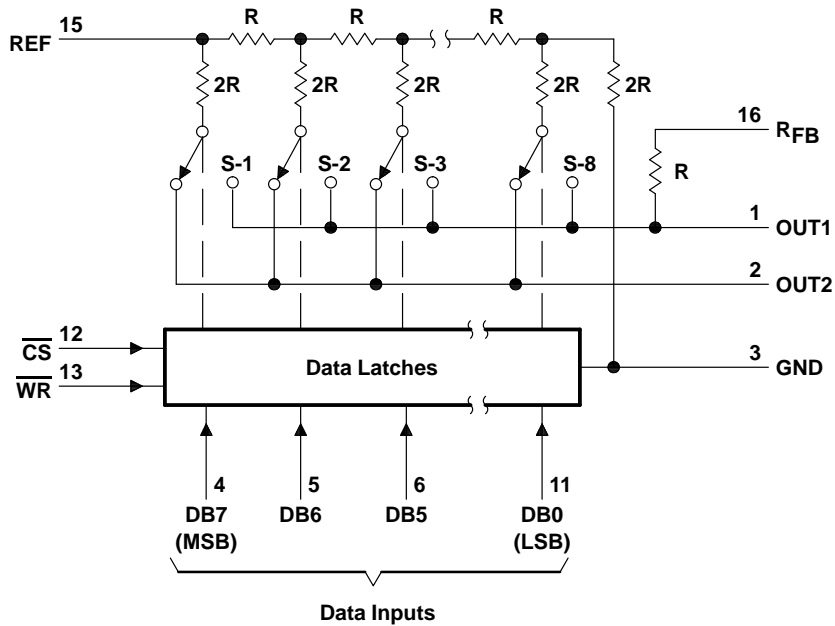 R R R
15
REF
2R 2R 2R 2R 2R
16
RFB
S-1 S-2 S-3 S-8
R
1
OUT1
2
OUT2
12
CS
13
WR
Data Latches
3
GND
4 5 6 11
DB7 DB6 DB5 DB0
(MSB) (LSB)
Data Inputs